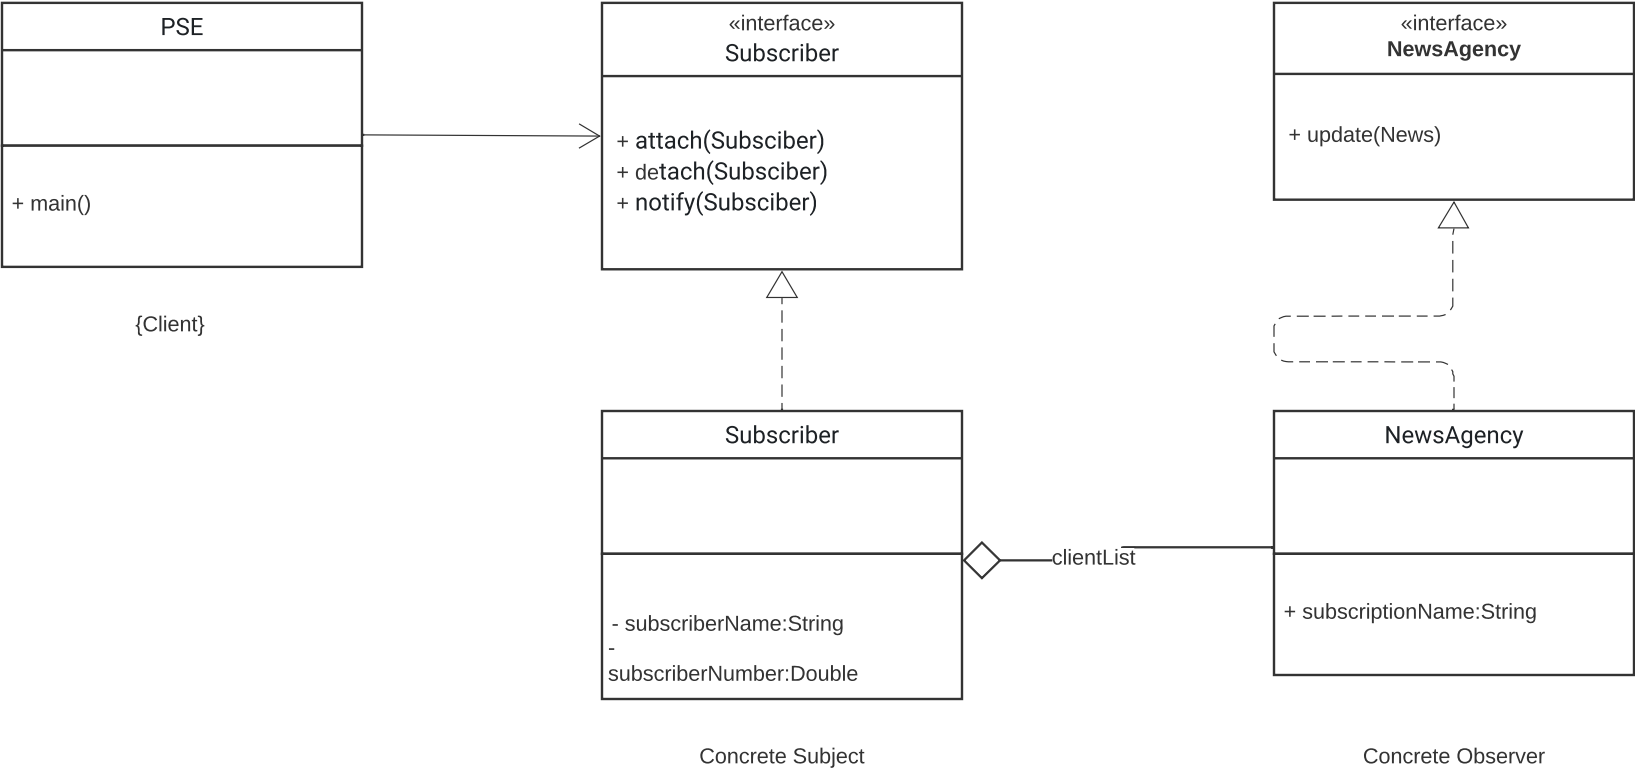 PSE
+ main()
{Client}
«interface»
Subscriber
+ attach(Subsciber)
+ detach(Subsciber)
+ notify(Subsciber)
«interface»
NewsAgency
+ update(News)
Subscriber
- subscriberName:String
-
subscriberNumber:Double
Concrete Subject
clientList
NewsAgency
+ subscriptionName:String
Concrete Observer